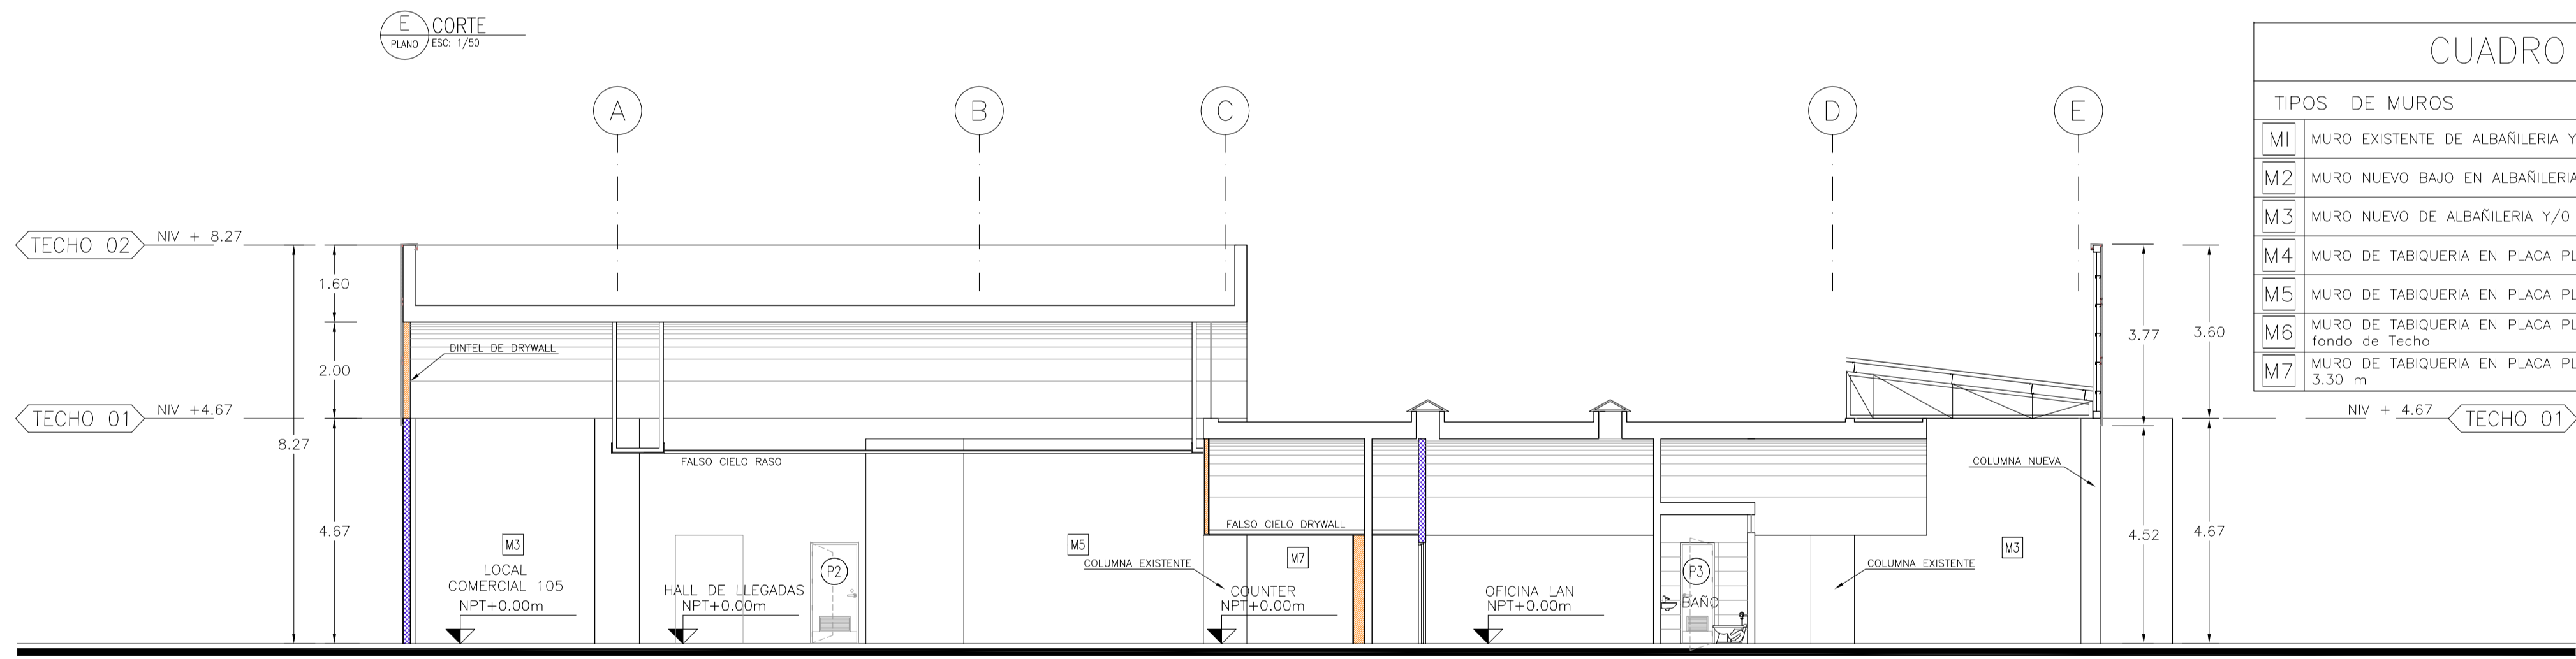 E CORTE
PLANO ESC: 1/50
A
B
C
D
E
CUADRO
TIPOS DE MUROS
M1 MURO EXISTENTE DE ALBAÑILERIA Y
M2 MURO NUEVO BAJO EN ALBAÑILERIA
M3 MURO NUEVO DE ALBAÑILERIA Y/O
M4 MURO DE TABIQUERIA EN PLACA PL
M5 MURO DE TABIQUERIA EN PLACA PL
M6 MURO DE TABIQUERIA EN PLACA PL
fondo de Techo
M7 MURO DE TABIQUERIA EN PLACA PL
3.30 m
TECHO 02 NIV + 8.27
1.60
DINTEL DE DRYWALL
2.00
3.77
3.60
TECHO 01 NIV +4.67
NIV + 4.67 TECHO 01
8.27
FALSO CIELO RASO
COLUMNA NUEVA
4.67
FALSO CIELO DRYWALL
4.52
4.67
M3
M5
M7
M3
COLUMNA EXISTENTE
COLUMNA EXISTENTE
LOCAL
COMERCIAL 105
NPT+0.00m
P2
HALL DE LLEGADAS
NPT+0.00m
COUNTER
NPT+0.00m
OFICINA LAN
NPT+0.00m
P3
BAÑO